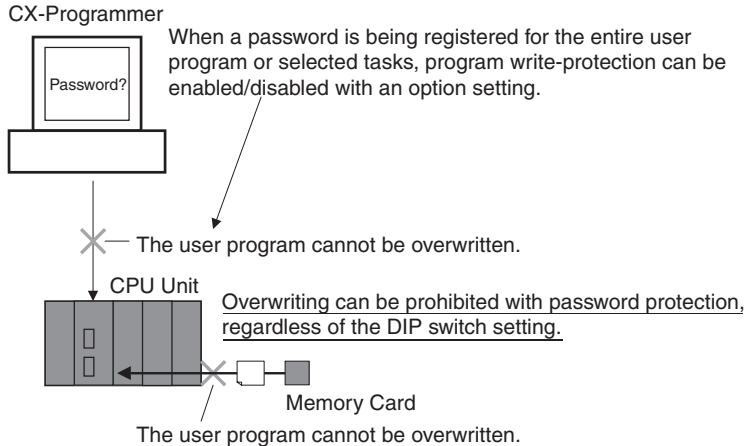 CX-Programmer
When a password is being registered for the entire user
program or selected tasks, program write-protection can be
enabled/disabled with an option setting.
Password?
The user program cannot be overwritten.
CPU Unit
Overwriting can be prohibited with password protection,
regardless of the DIP switch setting.
Memory Card
The user program cannot be overwritten.